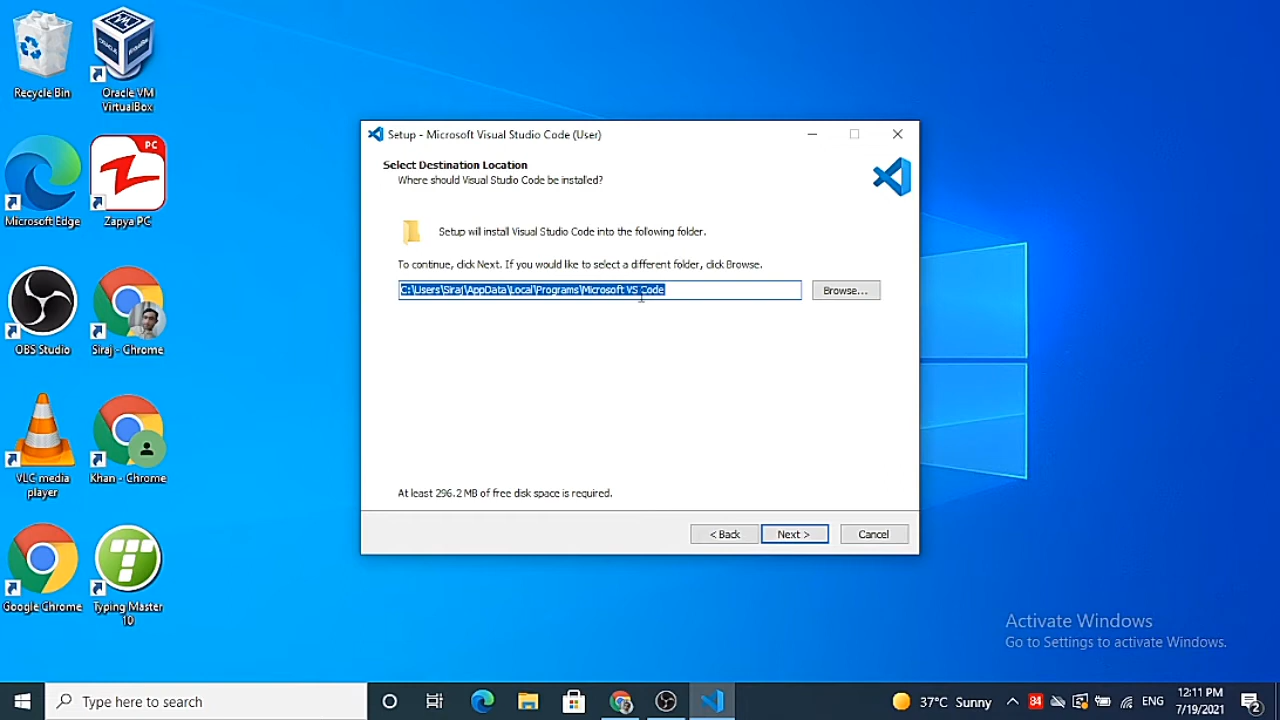 Recycle Bin
Oracle VM
VirtualBox
PC
Microsoft Edge
Zapya PC
OBS Studio
Siraj - Chrome
VLC media
player
Khan - Chrome
Google Chrome
Typing Master
10
Setup - Microsoft Visual Studio Code (User)
Select Destination Location
Where should Visual Studio Code be installed?
Setup will install Visual Studio Code into the following folder.
To continue, click Next. If you would like to select a different folder, click Browse.
C:\Users\Siraj\AppData\Local\Programs\Microsoft VS Code
Browse...
At least 296.2 MB of free disk space is required.
< Back
Next >
Cancel
Activate Windows
Go to Settings to activate Windows.
Type here to search
37°C Sunny
84
ENG
12:11 PM
7/19/2021
2